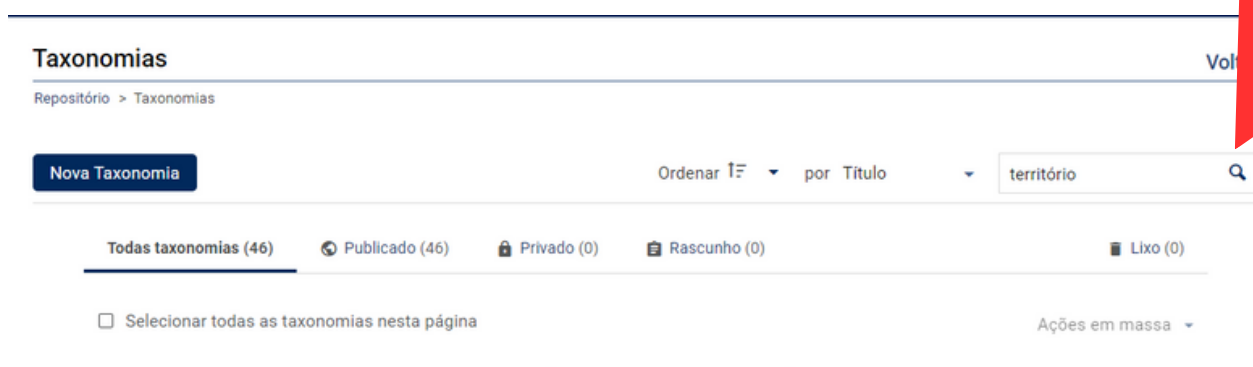 Taxonomias
Repositório > Taxonomias
Nova Taxonomia Ordenar por Título território
Todas taxonomias (46) Publicado (46) Privado (0) Rascunho (0) Lixo (0)
Selecionar todas as taxonomias nesta página Ações em massa